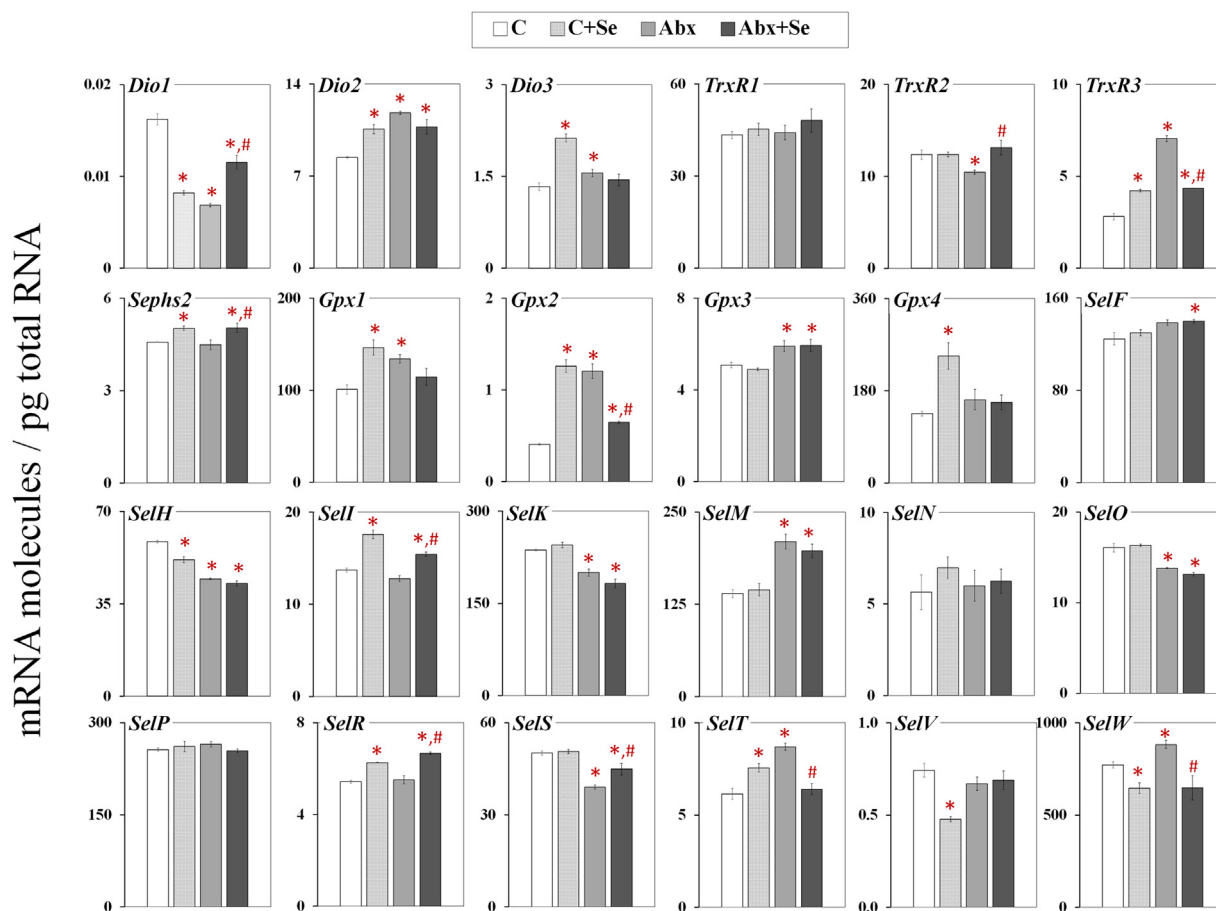 C C+Se Abx Abx+Se
mRNA molecules / pg total RNA
Dio1 Dio2 Dio3 TrxR1 TrxR2 TrxR3
0.02 14 3 60 20 10
* * *,# * * * * * * # * * *,#
0.01 7 1.5 30 10 5
0 0 0 0 0 0
Sephs2 Gpx1 Gpx2 Gpx3 Gpx4 SelF
6 200 2 8 360 160
* *,# * * * * *,# * * * *
3 100 1 4 180 80
0 0 0 0 0 0
SelH SelI SelK SelM SelN SelO
70 20 300 250 10 20
* * * * *,# * * * * * *
35 10 150 125 5 10
0 0 0 0 0 0
SelP SelR SelS SelT SelV SelW
300 8 60 10 1.0 1000
* *,# * *,# * * # * * * #
150 4 30 5 0.5 500
0 0 0 0 0.0 0